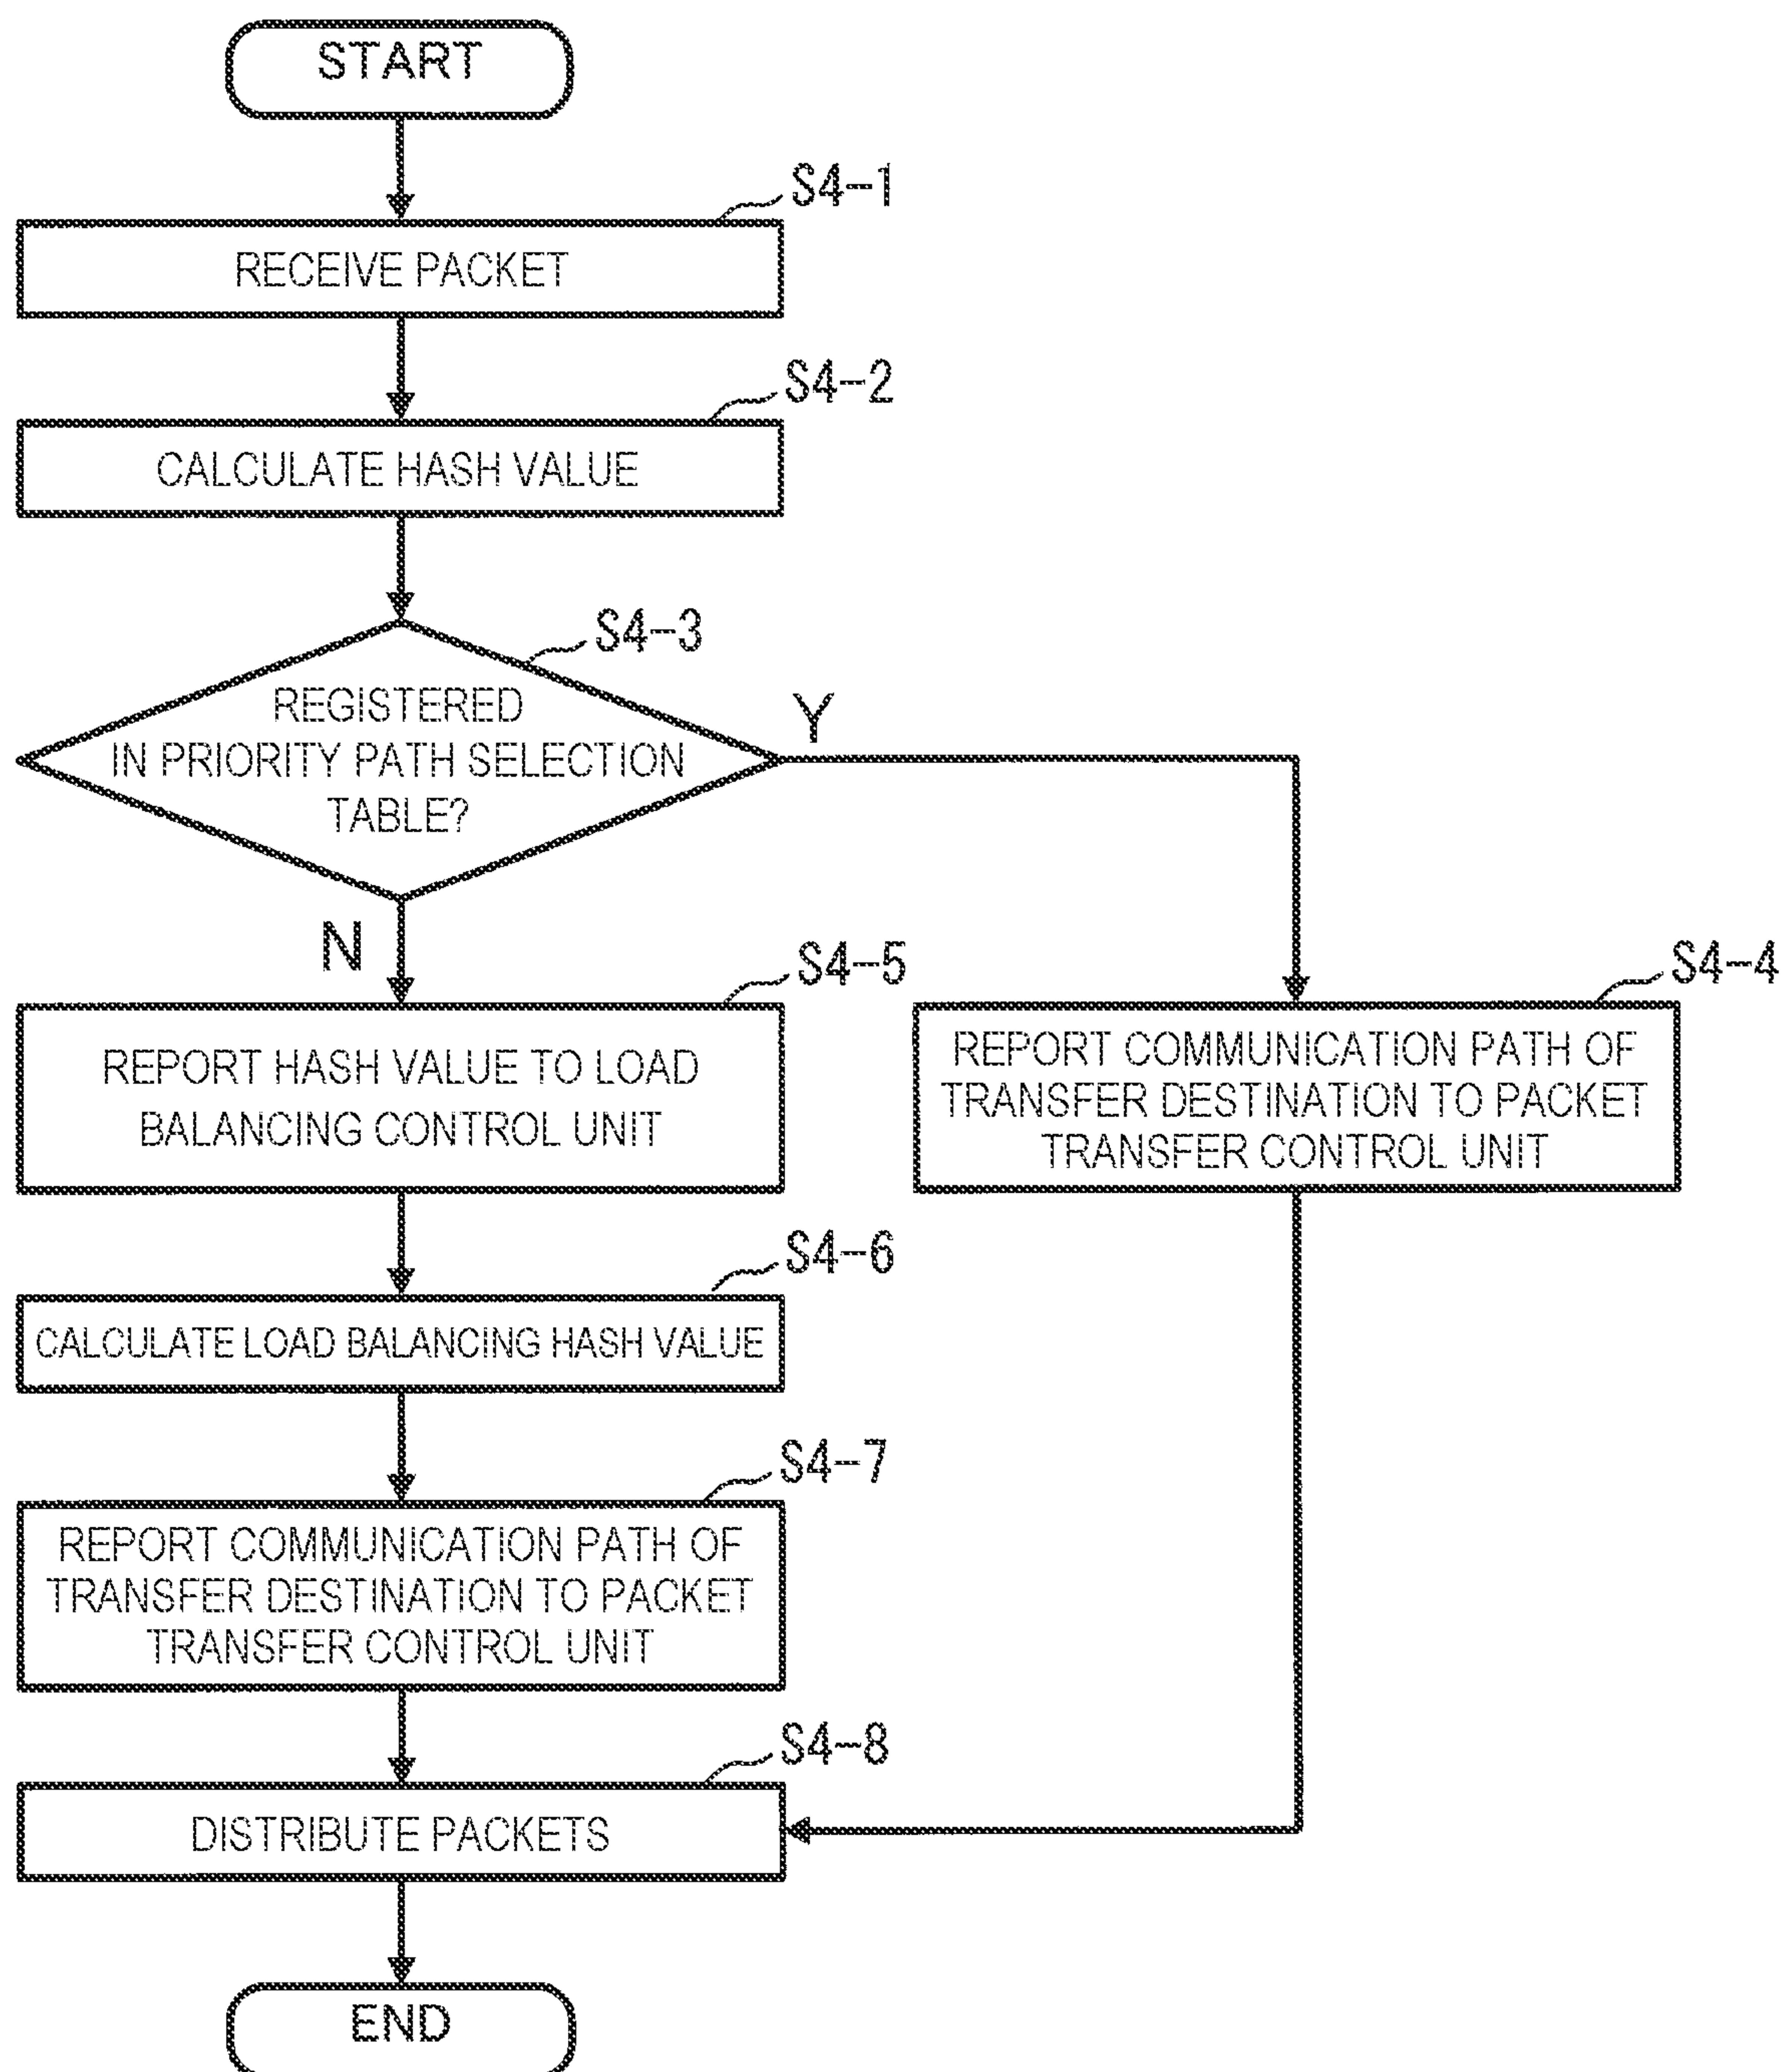 START
S4-1
RECEIVE PACKET
S4-2
CALCULATE HASH VALUE
S4-3
REGISTERED
IN PRIORITY PATH SELECTION
TABLE?
Y
N
S4-5
REPORT HASH VALUE TO LOAD
BALANCING CONTROL UNIT
S4-4
REPORT COMMUNICATION PATH OF
TRANSFER DESTINATION TO PACKET
TRANSFER CONTROL UNIT
S4-6
CALCULATE LOAD BALANCING HASH VALUE
S4-7
REPORT COMMUNICATION PATH OF
TRANSFER DESTINATION TO PACKET
TRANSFER CONTROL UNIT
S4-8
DISTRIBUTE PACKETS
END